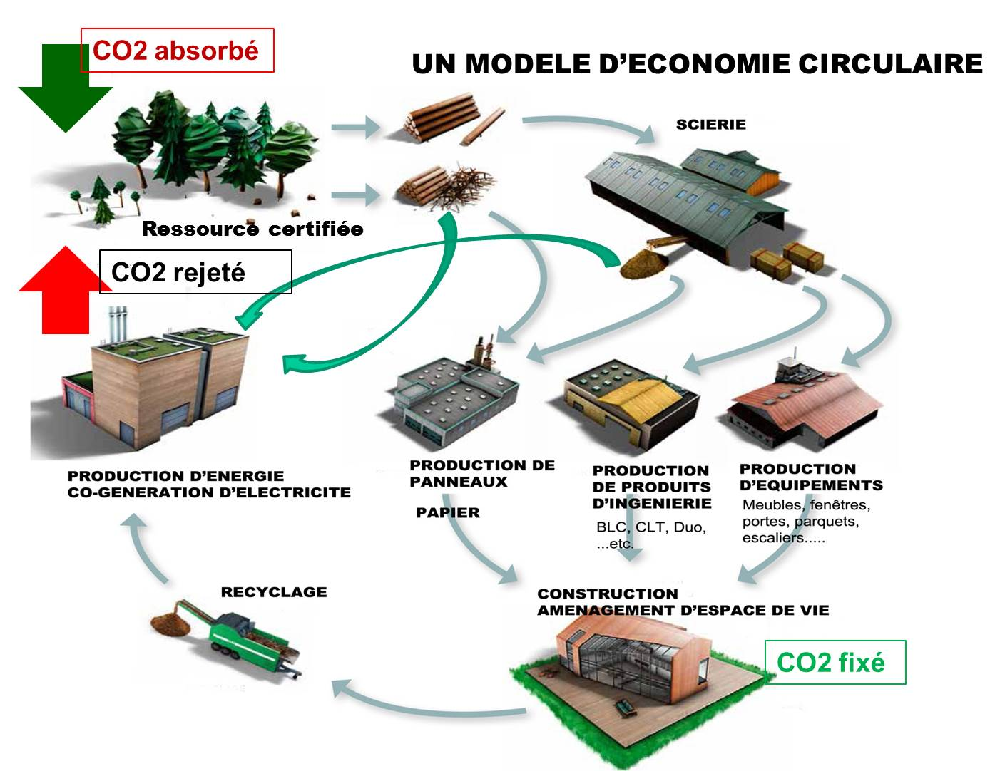 CO2 absorbé
UN MODELE D’ECONOMIE CIRCULAIRE
SCIERIE
Ressource certifiée
CO2 rejeté
PRODUCTION D’ENERGIE
CO-GENERATION D’ELECTRICITE
PRODUCTION DE
PANNEAUX
PAPIER
PRODUCTION
DE PRODUITS
D’INGENIERIE
BLC, CLT, Duo,
...etc.
PRODUCTION
D’EQUIPEMENTS
Meubles, fenêtres,
portes, parquets,
escaliers.....
RECYCLAGE
CONSTRUCTION
AMENAGEMENT D’ESPACE DE VIE
CO2 fixé